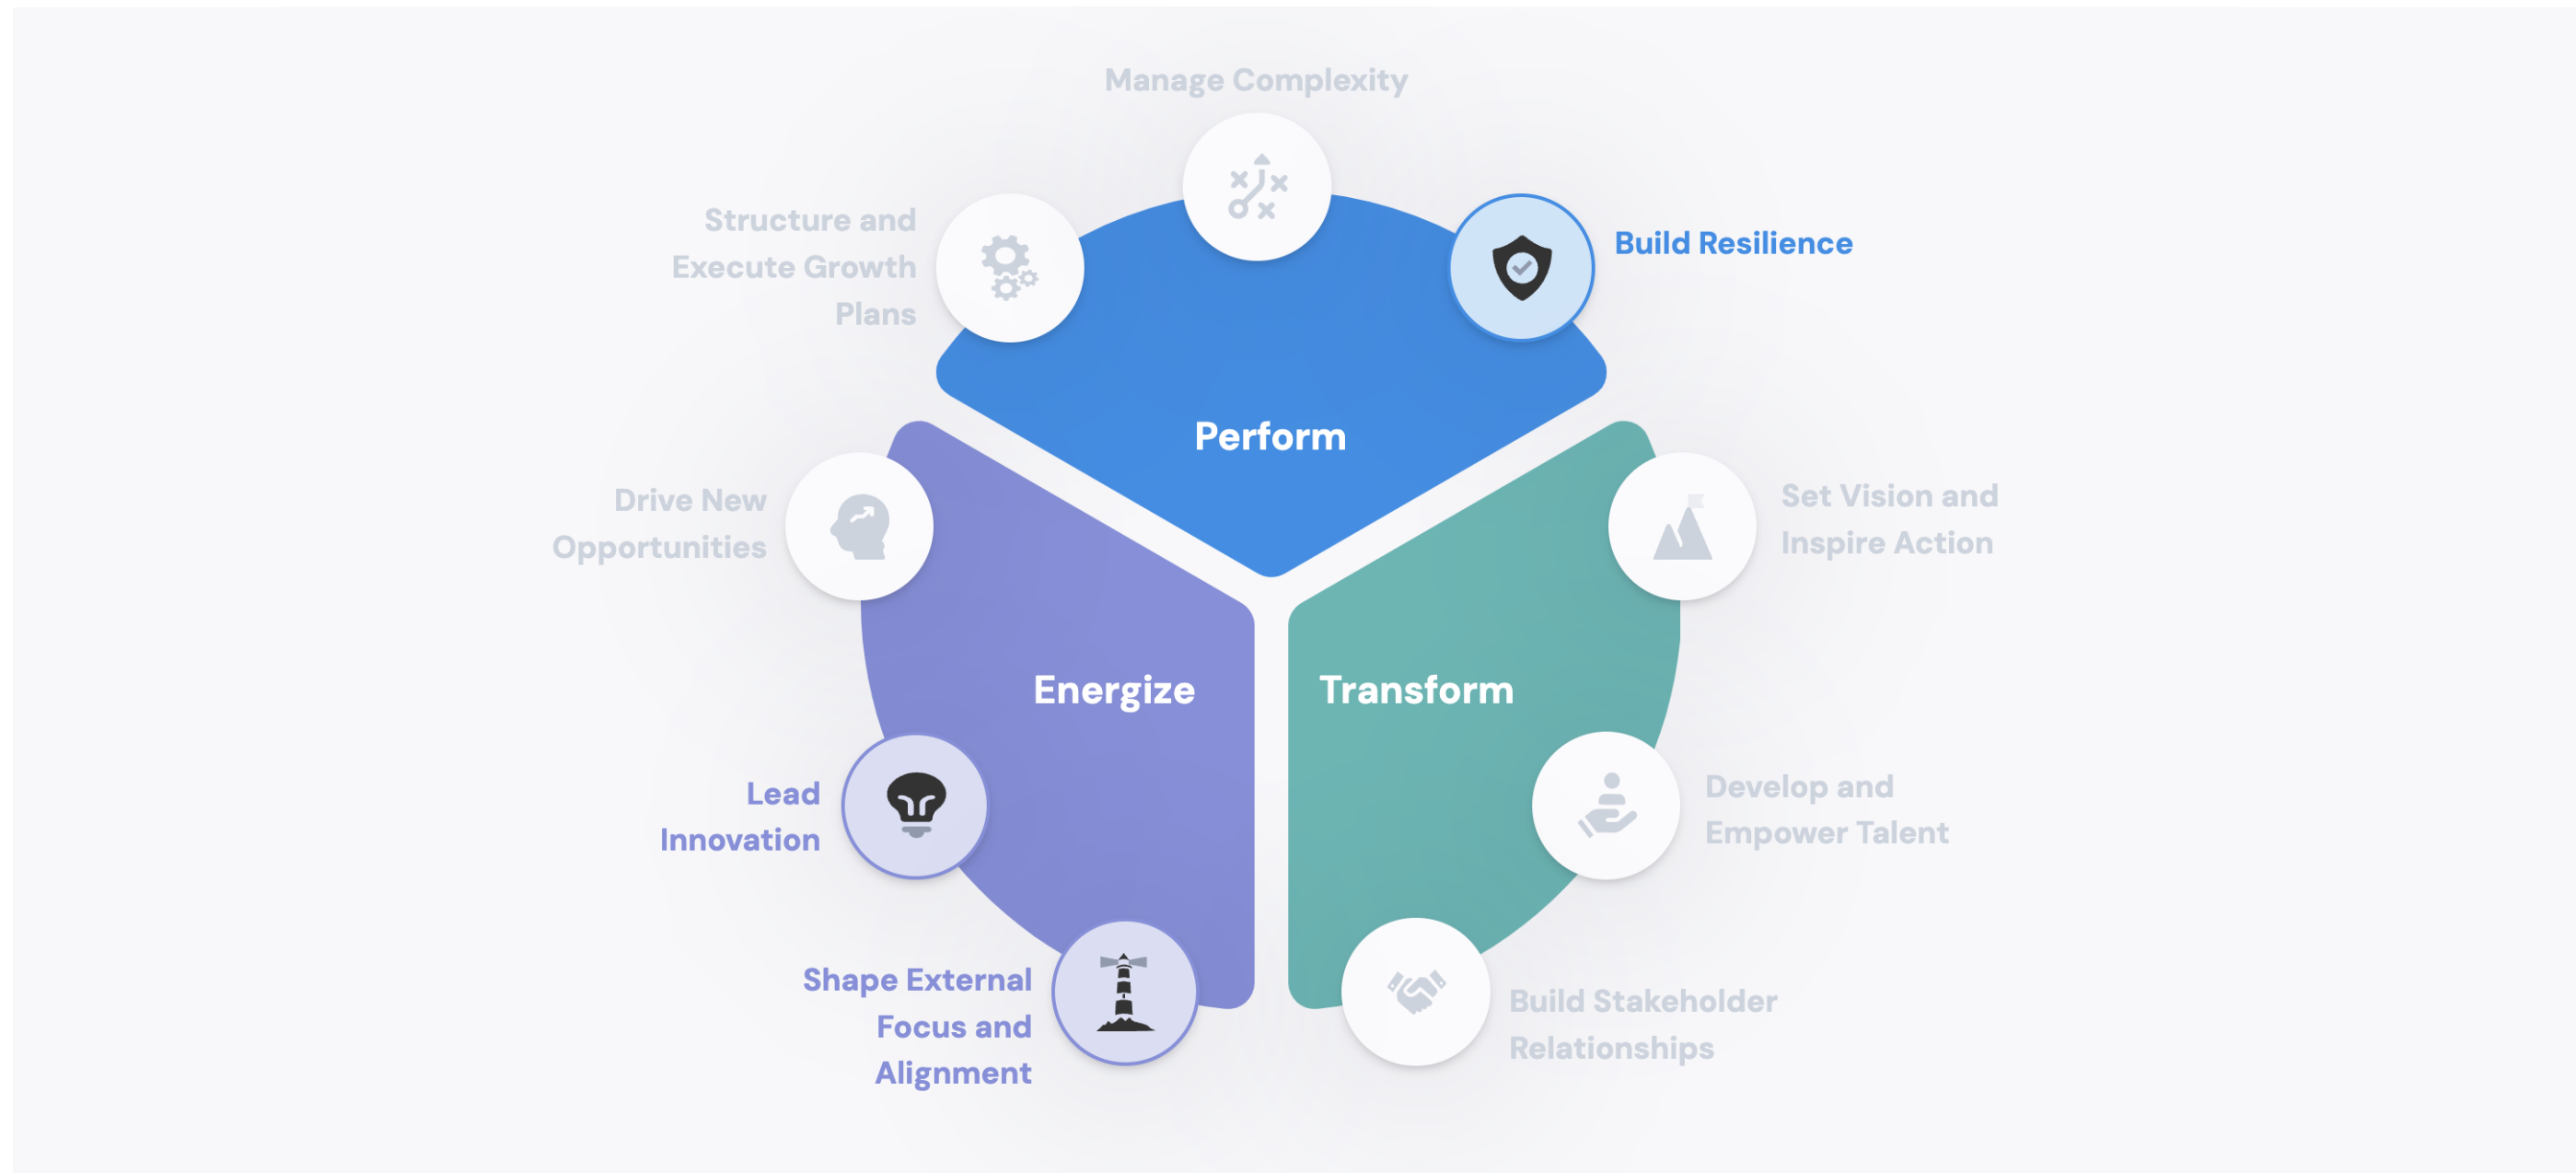 Manage Complexity
Structure and
Execute Growth
Plans
Build Resilience
Perform
Drive New
Opportunities
Set Vision and
Inspire Action
Energize
Transform
Lead
Innovation
Develop and
Empower Talent
Shape External
Focus and
Alignment
Build Stakeholder
Relationships